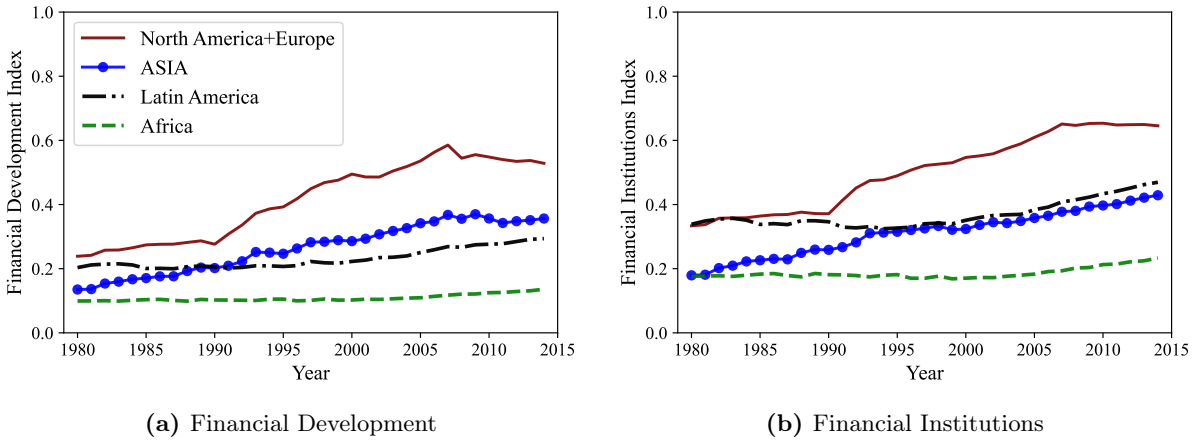 Financial Development Index
1.0
0.8
0.6
0.4
0.2
0.0
North America+Europe
ASIA
Latin America
Africa
1980 1985 1990 1995 2000 2005 2010 2015
Year
(a) Financial Development
Financial Institutions Index
1.0
0.8
0.6
0.4
0.2
0.0
1980 1985 1990 1995 2000 2005 2010 2015
Year
(b) Financial Institutions